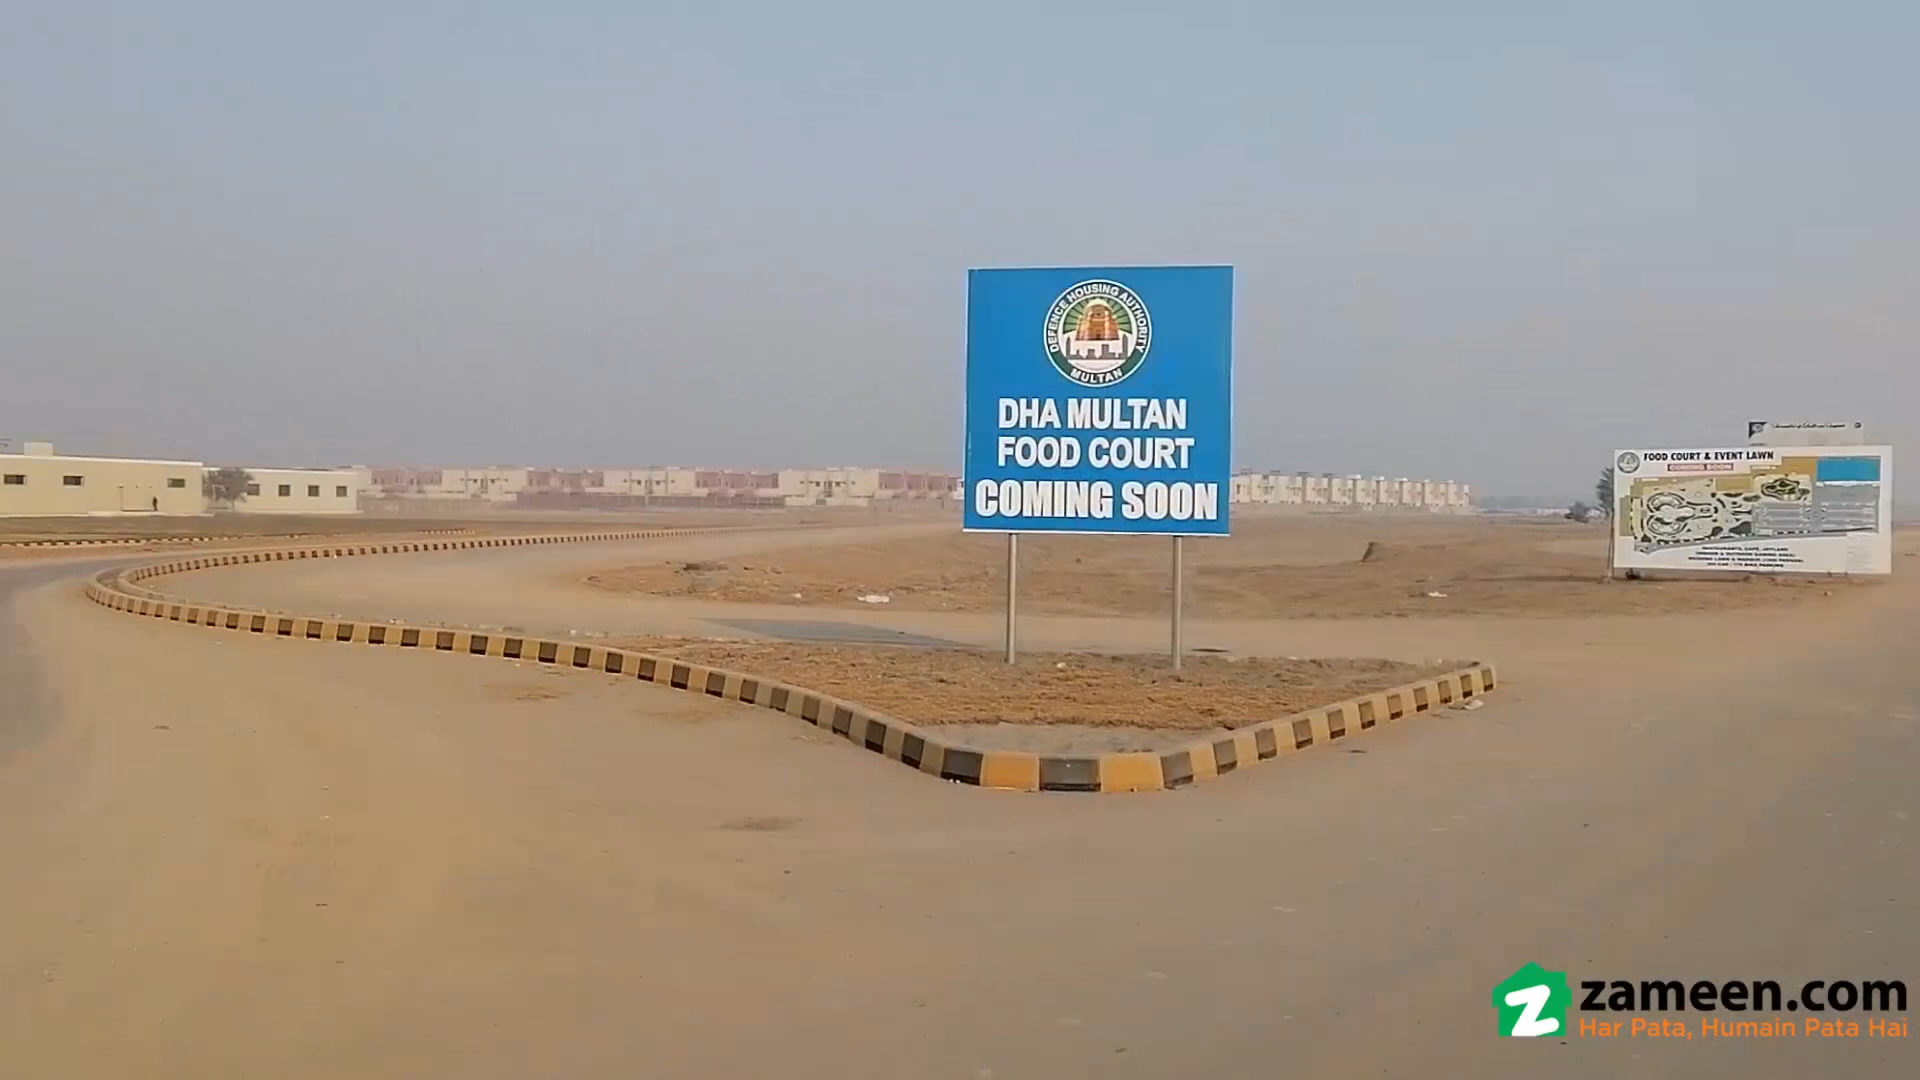 DEFENCE HOUSING AUTHORITY
MULTAN
DHA MULTAN
FOOD COURT
COMING SOON
FOOD COURT & EVENT LAWN
COMING SOON
zameen.com
Har Pata, Humain Pata Hai